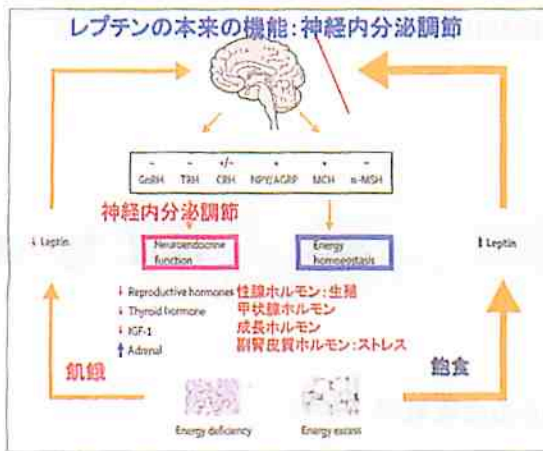 レプチンの本来の機能：神経内分泌調節
− − +/− + + −
GnRH TRH CRH NPY/AGRP MCH α-MSH
神経内分泌調節
↓ Leptin
Neuroendocrine function
Energy homoeostasis
↑ Leptin
↓ Reproductive hormones 性腺ホルモン：生殖
↓ Thyroid hormone 甲状腺ホルモン
↓ IGF-1 成長ホルモン
↑ Adrenal 副腎皮質ホルモン：ストレス
飢餓
飽食
Energy deficiency
Energy excess